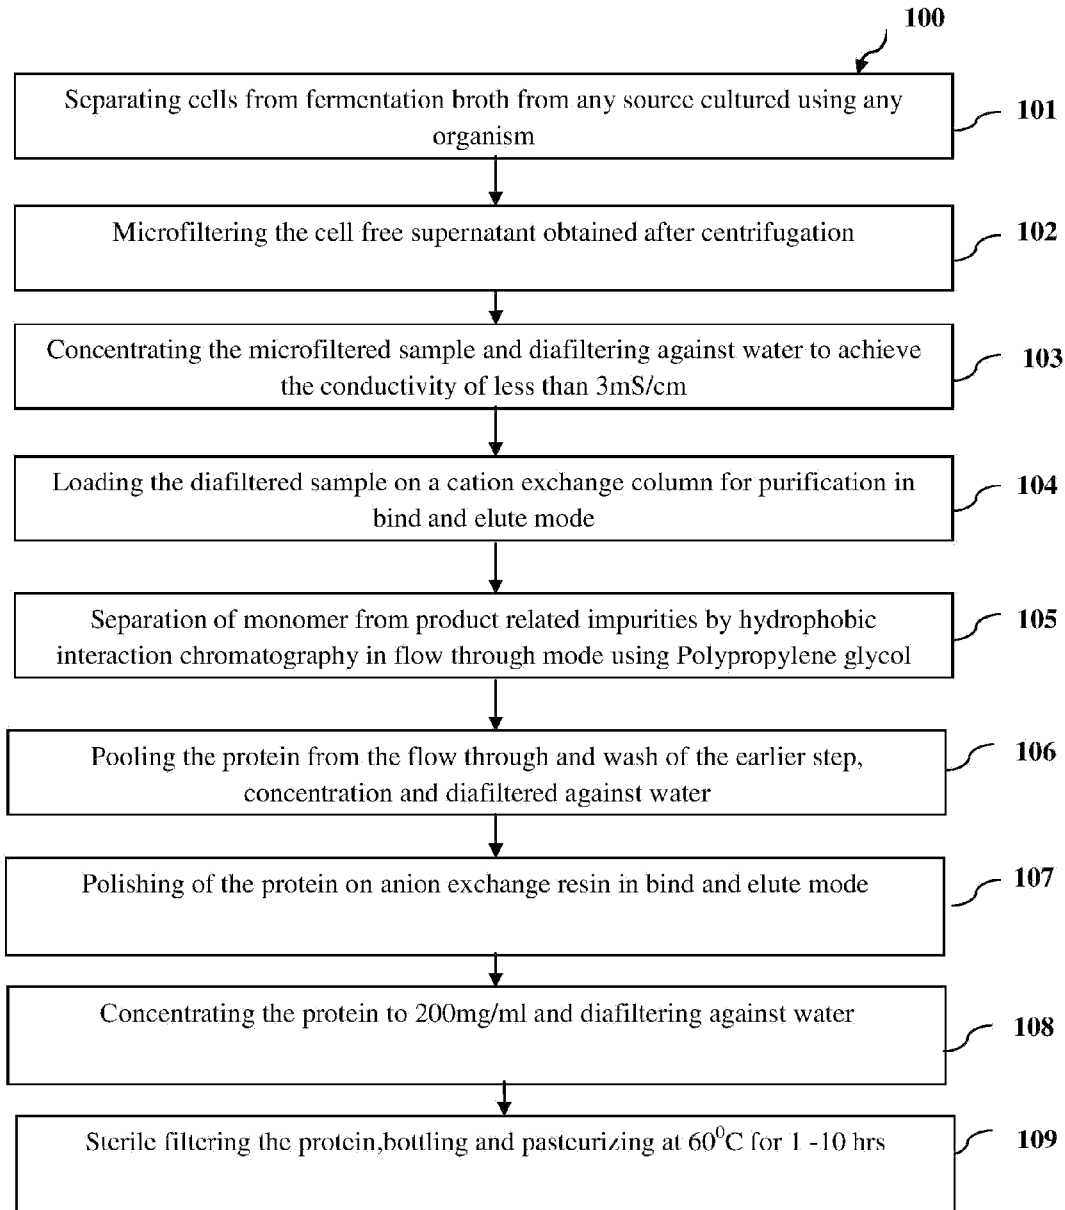 100
Separating cells from fermentation broth from any source cultured using any
organism
101
Microfiltering the cell free supernatant obtained after centrifugation
102
Concentrating the microfiltered sample and diafiltering against water to achieve
the conductivity of less than 3mS/cm
103
Loading the diafiltered sample on a cation exchange column for purification in
bind and elute mode
104
Separation of monomer from product related impurities by hydrophobic
interaction chromatography in flow through mode using Polypropylene glycol
105
Pooling the protein from the flow through and wash of the earlier step,
concentration and diafiltered against water
106
Polishing of the protein on anion exchange resin in bind and elute mode
107
Concentrating the protein to 200mg/ml and diafiltering against water
108
Sterile filtering the protein,bottling and pasteurizing at 60⁰C for 1 -10 hrs
109